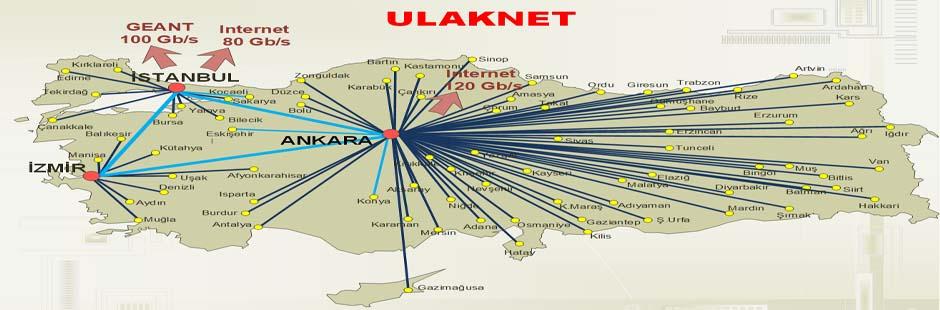 ULAKNET
GEANT
100 Gb/s
Internet
80 Gb/s
Kırklareli
Edirne
İSTANBUL
Tekirdağ
Kocaeli
Sakarya
Yalova
Bursa
Bilecik
Çanakkale
Balıkesir
Eskişehir
Kütahya
Manisa
İZMİR
Uşak
Afyonkarahisar
Denizli
Aydın
Muğla
Isparta
Burdur
Antalya
Zonguldak
Bartın
Kastamonu
Sinop
Düzce
Bolu
Karabük
Çankırı
Internet
120 Gb/s
ANKARA
Samsun
Amasya
Çorum
Tokat
Ordu
Giresun
Trabzon
Rize
Artvin
Ardahan
Kars
Gümüşhane
Bayburt
Erzurum
Erzincan
Ağrı
Iğdır
Sivas
Tunceli
Yozgat
Kayseri
Nevşehir
Aksaray
Konya
Niğde
Karaman
Mersin
Adana
Osmaniye
Hatay
K.Maraş
Gaziantep
Kilis
Adıyaman
Ş.Urfa
Malatya
Elazığ
Bingöl
Muş
Van
Bitlis
Diyarbakır
Batman
Siirt
Mardin
Şırnak
Hakkari
Gazimağusa